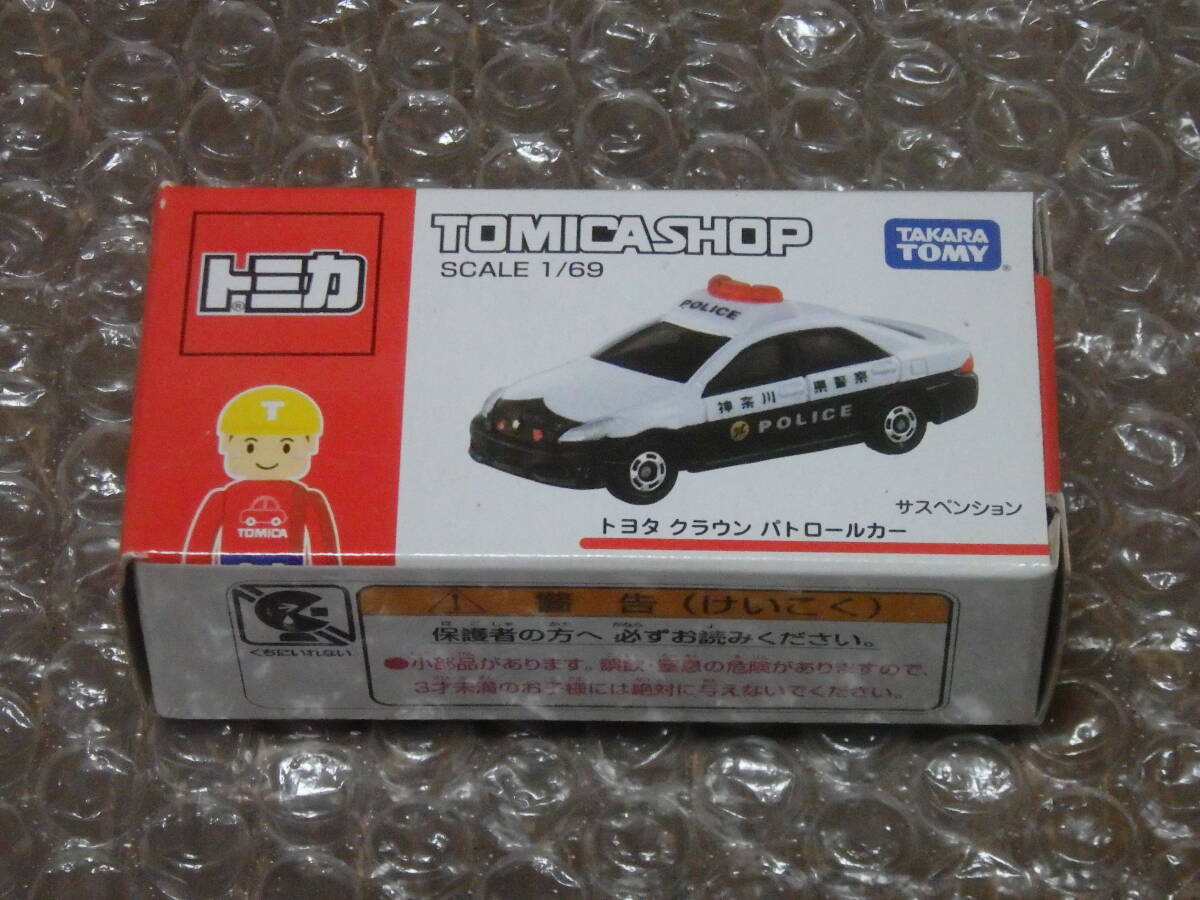 トミカ®
TOMICASHOP
SCALE 1/69
TAKARA
TOMY®
POLICE
神奈川 県警察
POLICE
サスペンション
トヨタ クラウン パトロールカー
T
TOMICA
警告(けいこく)
保護者の方へ 必ずお読みください。
くちにいれない
●小部品があります。誤飲・窒息の危険がありますので、
3才未満のお子様には絶対に与えないでください。